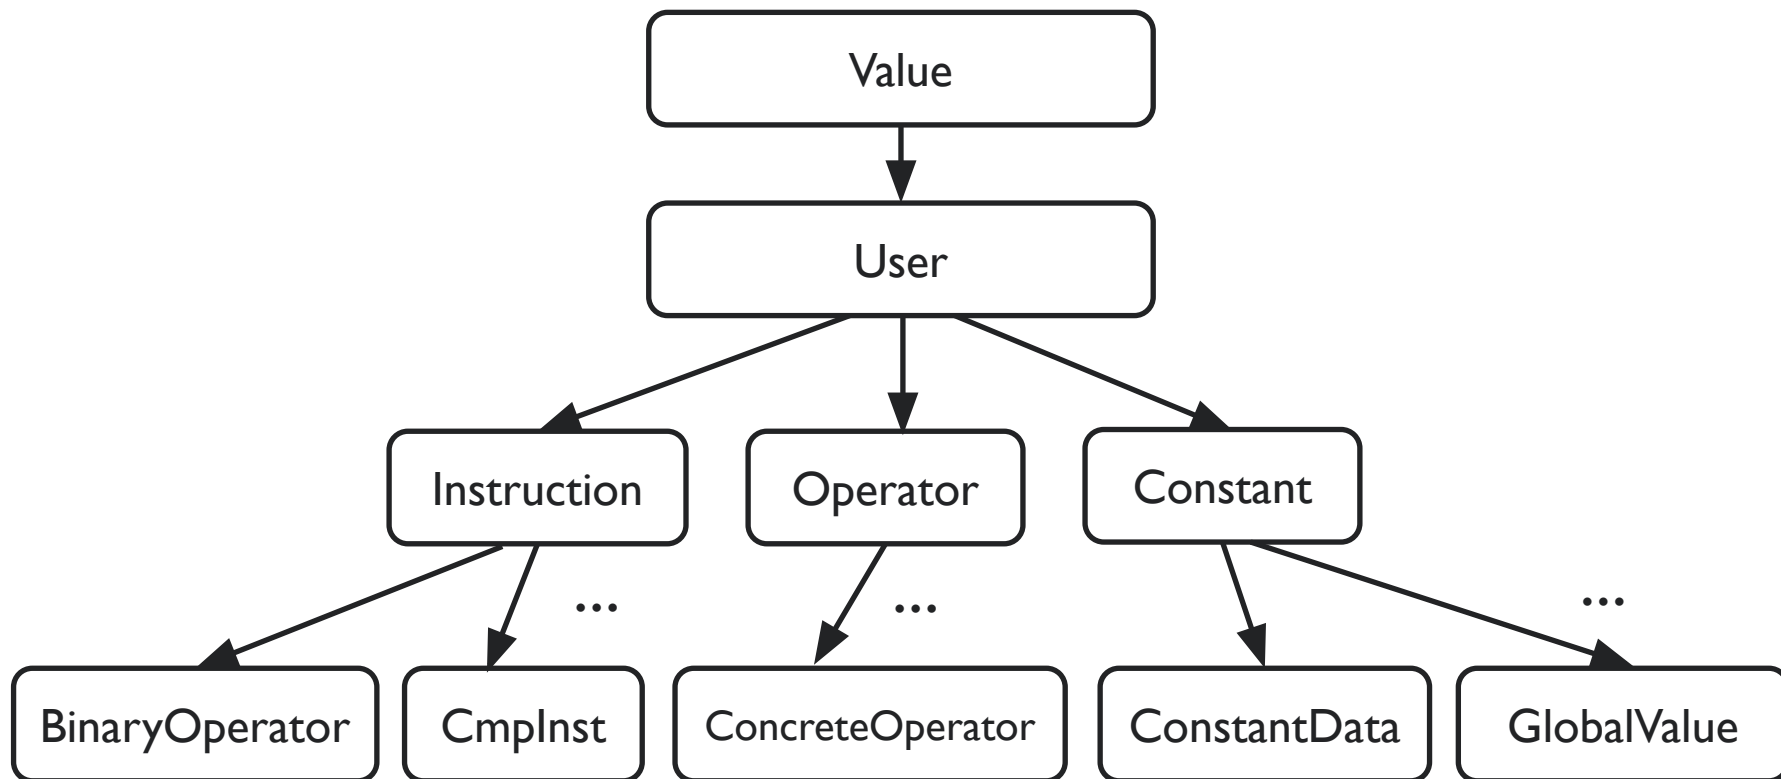 Value
User
Instruction
Operator
Constant
...
...
...
BinaryOperator
CmpInst
ConcreteOperator
ConstantData
GlobalValue